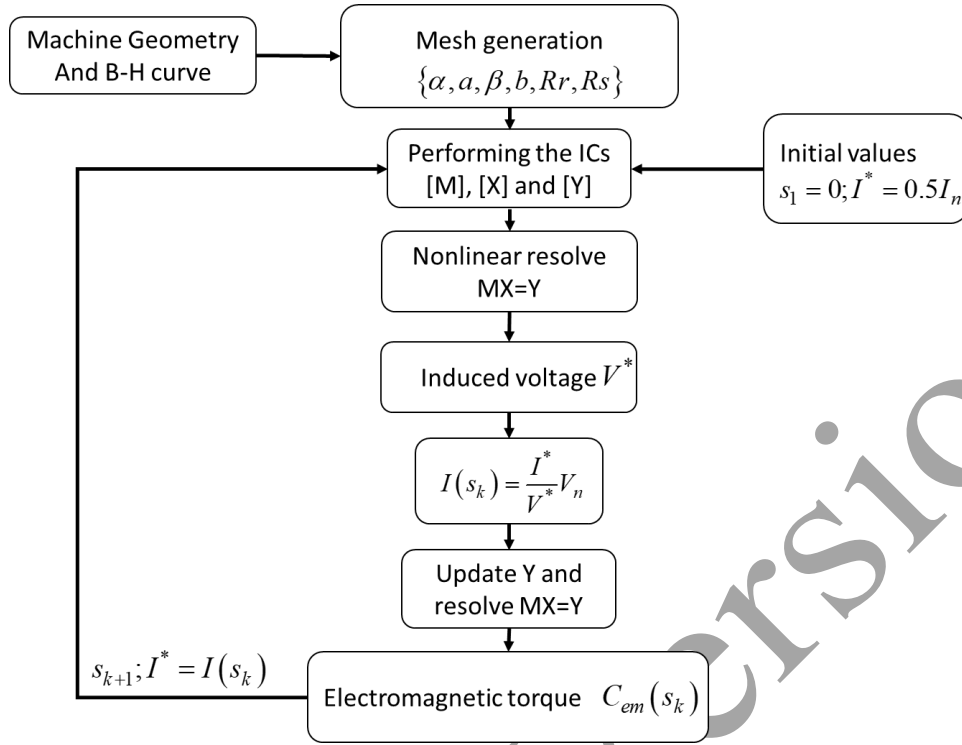 Machine Geometry
And B-H curve
Mesh generation
{α, a, β, b, Rr, Rs}
Performing the ICs
[M], [X] and [Y]
Initial values
s₁ = 0; I* = 0.5Iₙ
Nonlinear resolve
MX=Y
Induced voltage V*
I(sₖ) = I*/V* Vₙ
Update Y and
resolve MX=Y
sₖ₊₁; I* = I(sₖ)
Electromagnetic torque Cₑₘ(sₖ)
ersio